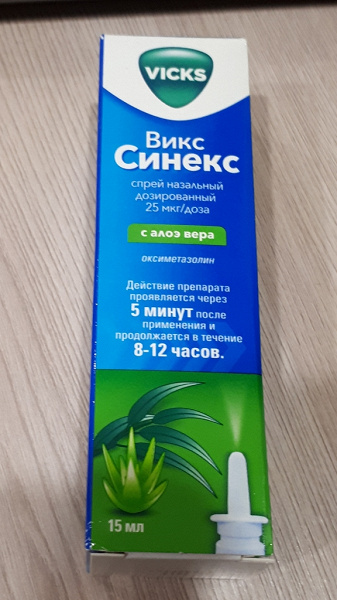 VICKS
Викс
Синекс
спрей назальный
дозированный
25 мкг/доза
с алоэ вера
оксиметазолин
Действие препарата
проявляется через
5 минут после
применения и
продолжается в течение
8-12 часов.
15 мл